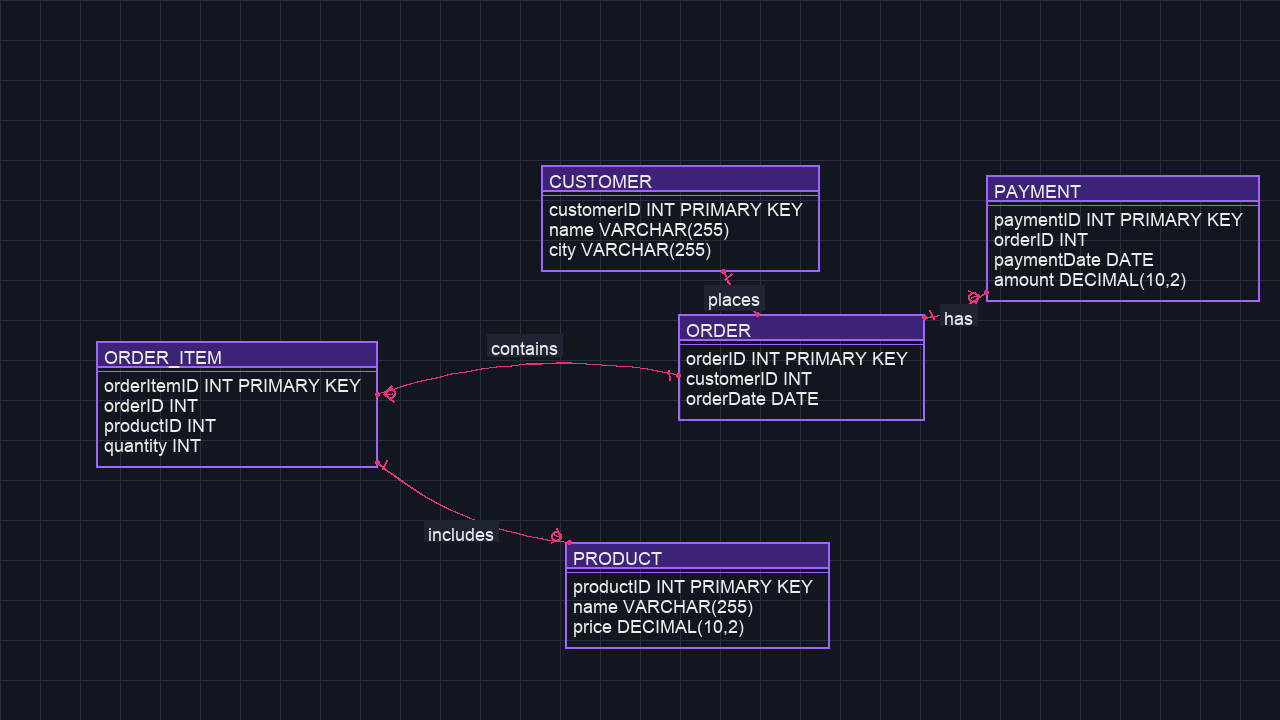 CUSTOMER
customerID INT PRIMARY KEY
name VARCHAR(255)
city VARCHAR(255)
PAYMENT
paymentID INT PRIMARY KEY
orderID INT
paymentDate DATE
amount DECIMAL(10,2)
places
has
ORDER
orderID INT PRIMARY KEY
customerID INT
orderDate DATE
contains
ORDER_ITEM
orderItemID INT PRIMARY KEY
orderID INT
productID INT
quantity INT
includes
PRODUCT
productID INT PRIMARY KEY
name VARCHAR(255)
price DECIMAL(10,2)